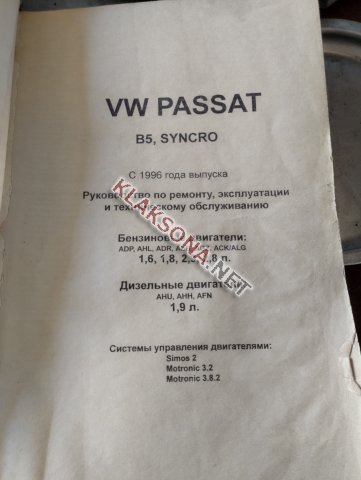 VW PASSAT
B5, SYNCRO
С 1996 года выпуска
Руководство по ремонту, эксплуатации
и техническому обслуживанию
Бензиновые двигатели:
ADP, AHL, ADR, ACK/ALG
1,6, 1,8, л.
Дизельные двигатели
AHU, AHH, AFN
1,9 л.
Системы управления двигателями:
Simos 2
Motronic 3.2
Motronic 3.8.2
KLAKSONA.NET